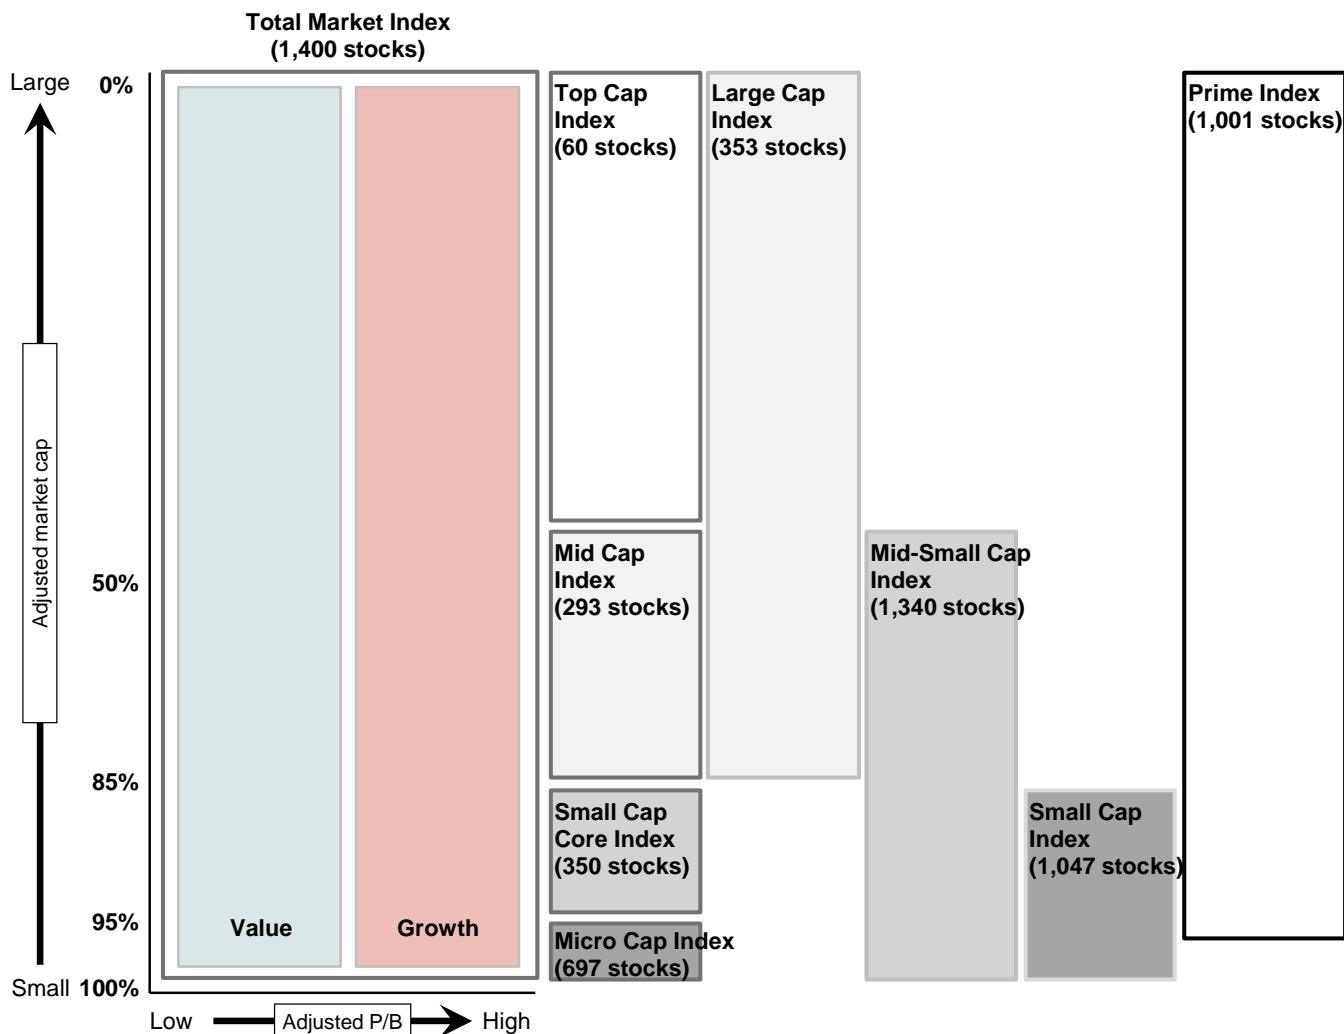 Total Market Index
(1,400 stocks)
Large
0%
50%
85%
95%
100%
Small
Adjusted market cap
Value
Growth
Low
Adjusted P/B
High
Top Cap
Index
(60 stocks)
Mid Cap
Index
(293 stocks)
Small Cap
Core Index
(350 stocks)
Micro Cap Index
(697 stocks)
Large Cap
Index
(353 stocks)
Mid-Small Cap
Index
(1,340 stocks)
Small Cap
Index
(1,047 stocks)
Prime Index
(1,001 stocks)